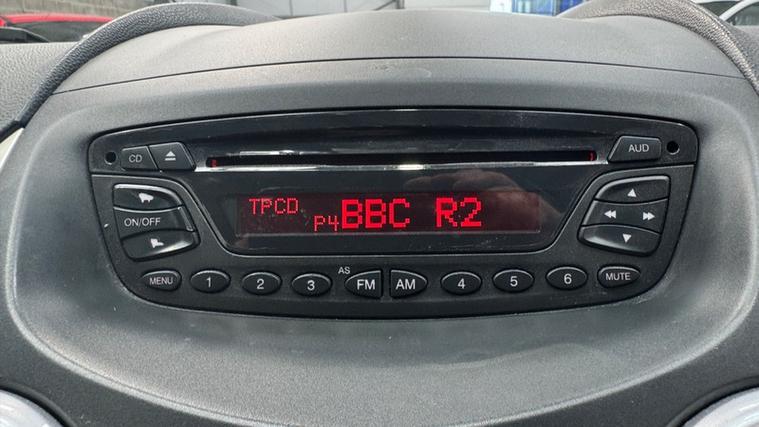 CD
AUD
TPCD
P4 BBC R2
ON/OFF
MENU
1
2
3
AS
FM
AM
4
5
6
MUTE